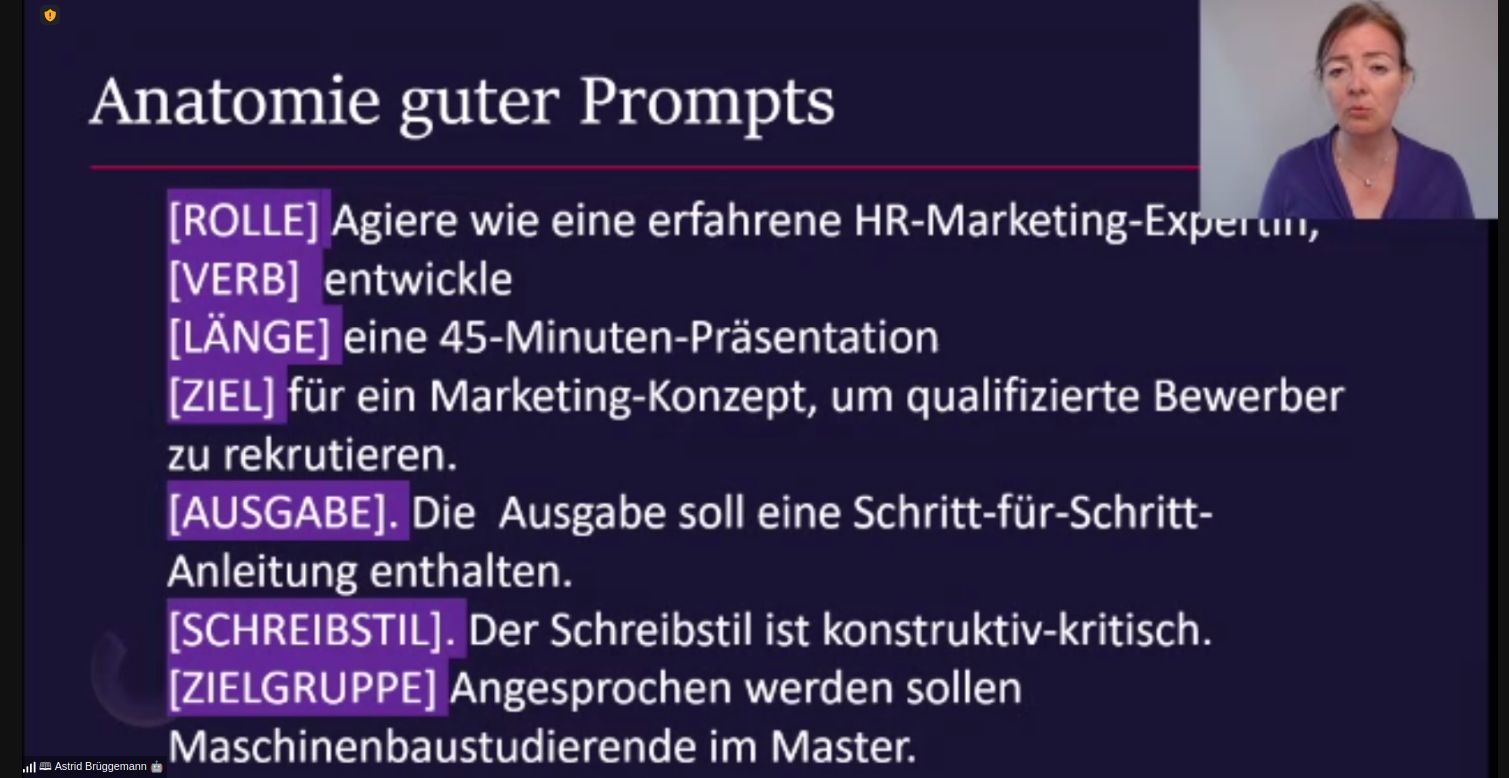 Anatomie guter Prompts
[ROLLE] Agiere wie eine erfahrene HR-Marketing-Expertin,
[VERB] entwickle
[LÄNGE] eine 45-Minuten-Präsentation
[ZIEL] für ein Marketing-Konzept, um qualifizierte Bewerber
zu rekrutieren.
[AUSGABE]. Die Ausgabe soll eine Schritt-für-Schritt-
Anleitung enthalten.
[SCHREIBSTIL]. Der Schreibstil ist konstruktiv-kritisch.
[ZIELGRUPPE] Angesprochen werden sollen
Maschinenbaustudierende im Master.
Astrid Brüggemann